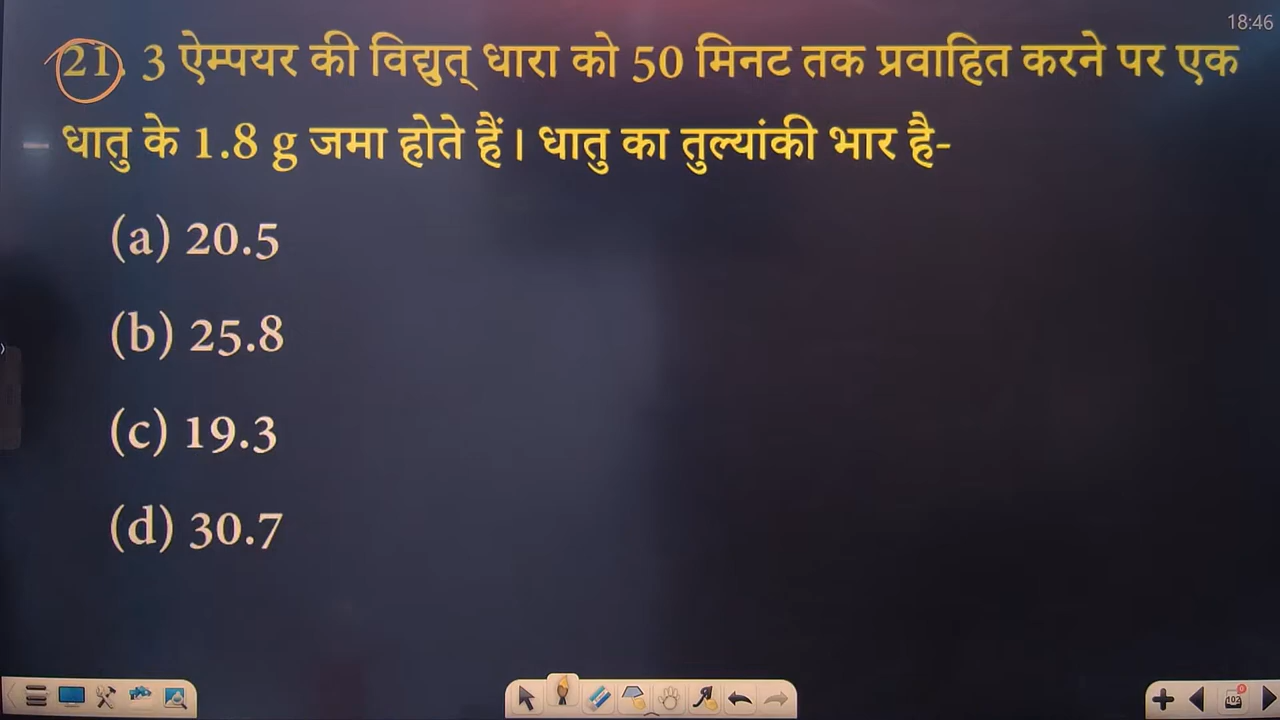 18:46
21. 3 ऐम्पयर की विद्युत् धारा को 50 मिनट तक प्रवाहित करने पर एक
धातु के 1.8 g जमा होते हैं। धातु का तुल्यांकी भार है-
(a) 20.5
(b) 25.8
(c) 19.3
(d) 30.7